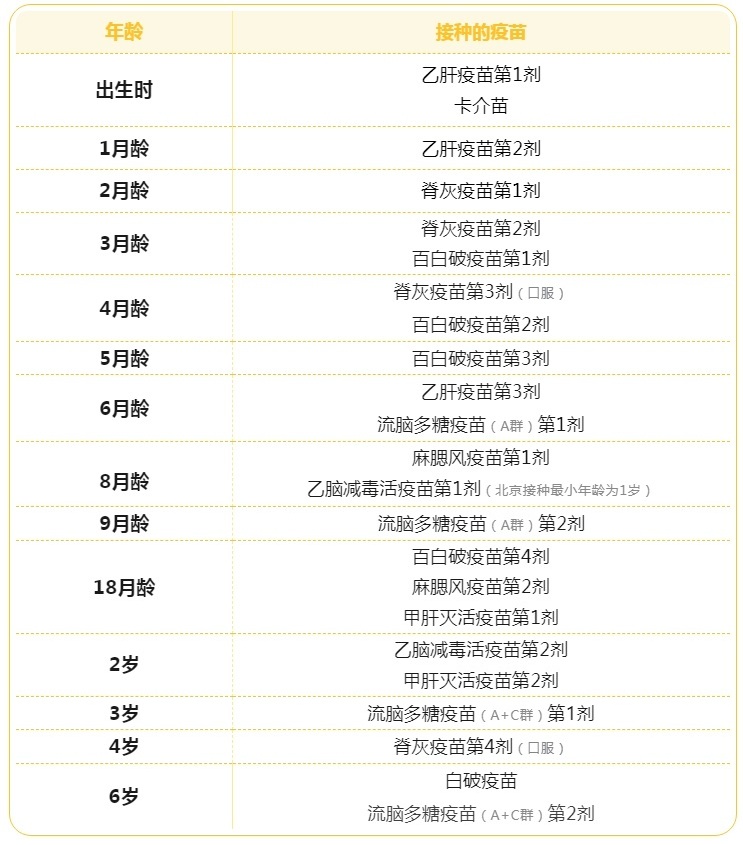 年龄 接种的疫苗
出生时
乙肝疫苗第1剂
卡介苗
1月龄 乙肝疫苗第2剂
2月龄 脊灰疫苗第1剂
3月龄
脊灰疫苗第2剂
百白破疫苗第1剂
4月龄
脊灰疫苗第3剂（口服）
百白破疫苗第2剂
5月龄 百白破疫苗第3剂
6月龄
乙肝疫苗第3剂
流脑多糖疫苗（A群）第1剂
8月龄
麻腮风疫苗第1剂
乙脑减毒活疫苗第1剂（北京接种最小年龄为1岁）
9月龄 流脑多糖疫苗（A群）第2剂
18月龄
百白破疫苗第4剂
麻腮风疫苗第2剂
甲肝灭活疫苗第1剂
2岁
乙脑减毒活疫苗第2剂
甲肝灭活疫苗第2剂
3岁 流脑多糖疫苗（A+C群）第1剂
4岁 脊灰疫苗第4剂（口服）
6岁
白破疫苗
流脑多糖疫苗（A+C群）第2剂